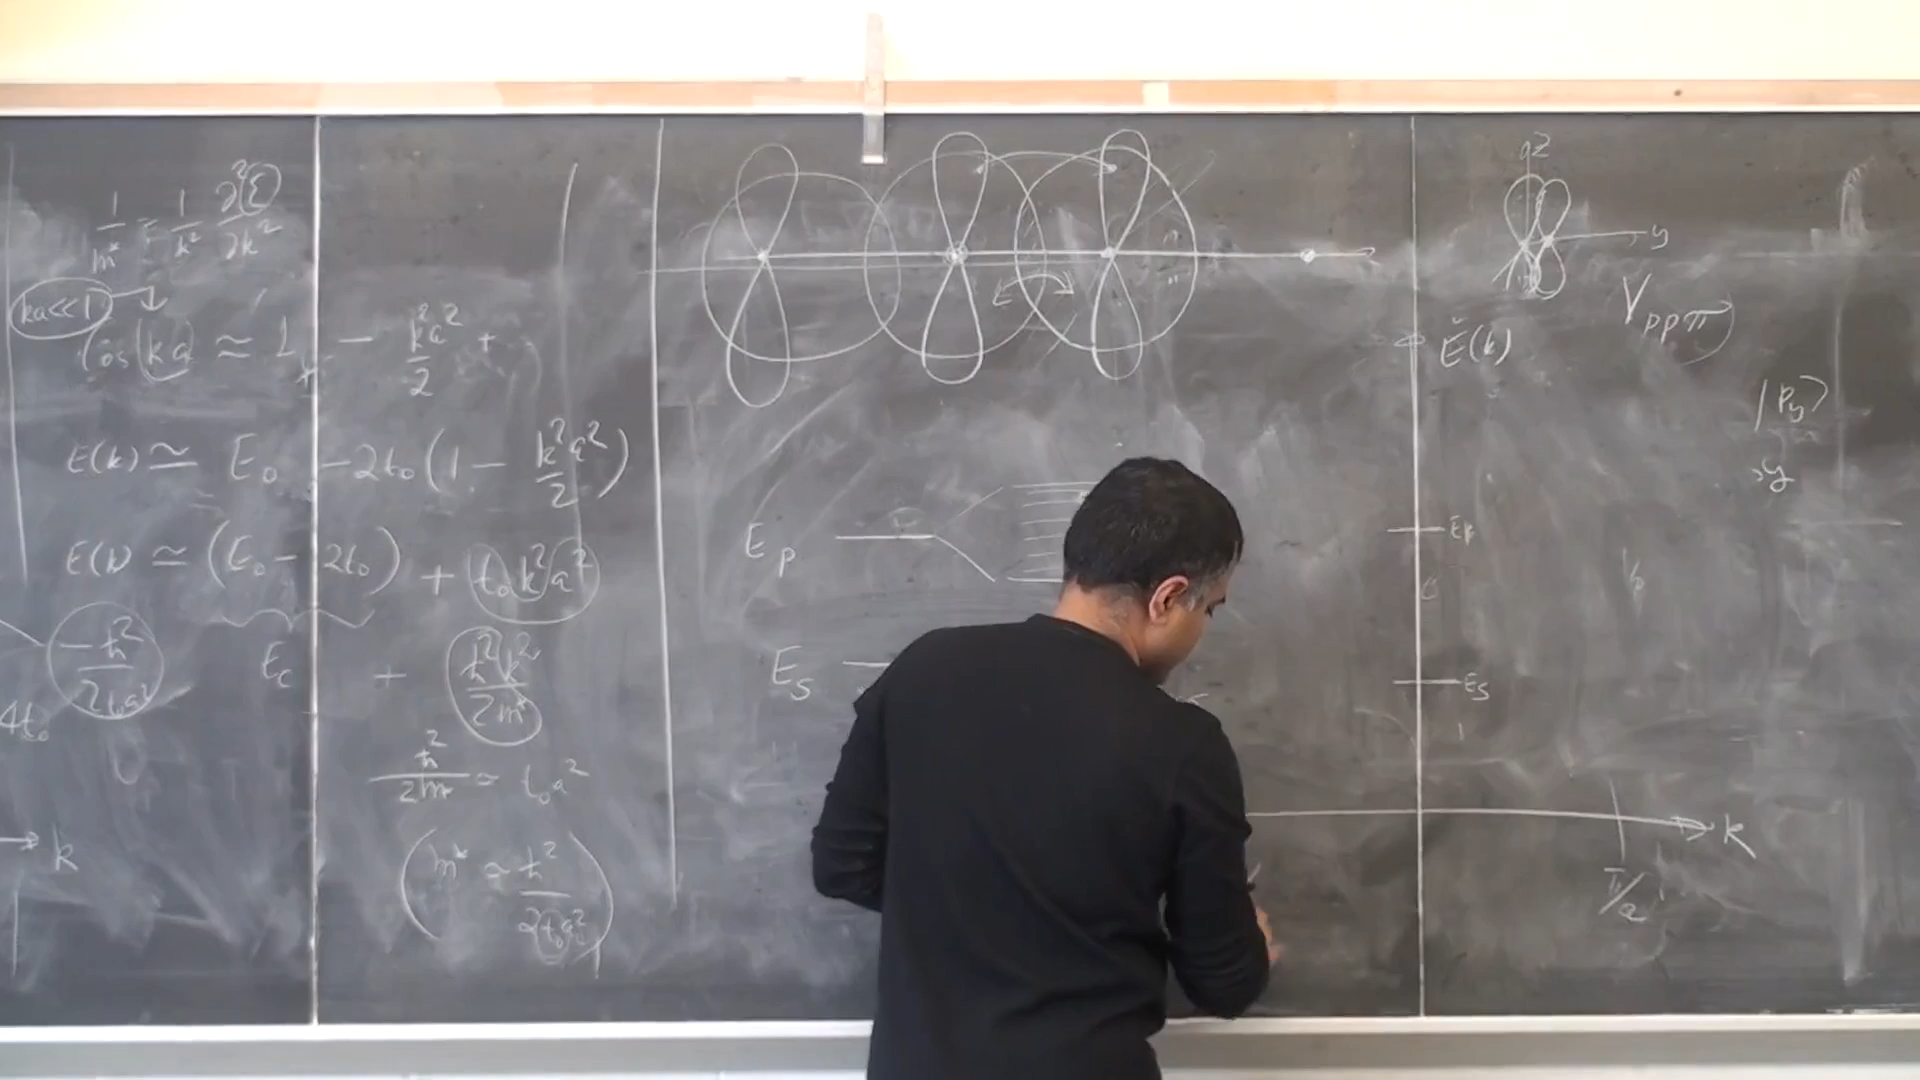 1/m* = 1/ħ² ∂²(E)/∂k²
ka<<1
Cos(ka) ≈ 1 - k²a²/2 +
E(k) ≃ E₀ - 2t₀(1 - k²a²/2)
E(k) ≃ (E₀ - 2t₀) + t₀k²a²
-ħ²/2t₀a²
E_c + ħ²k²/2m*
4t₀
ħ²/2m* ≈ t₀a²
k
(m* ≈ ħ²/2t₀a²)
E_p
E_s
z
y
V_ppπ
E(k)
|p_y⟩
y
E_p
E_s
k
π/a